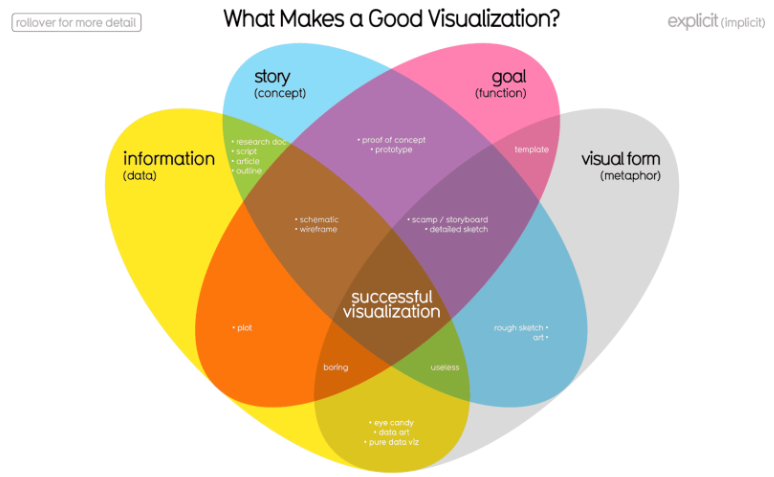 rollover for more detail
What Makes a Good Visualization?
explicit (implicit)
story
(concept)
goal
(function)
information
(data)
visual form
(metaphor)
• research doc
• script
• article
• outline
• proof of concept
• prototype
template
• schematic
• wireframe
• scamp / storyboard
• detailed sketch
successful
visualization
• plot
rough sketch •
art •
boring
useless
• eye candy
• data art
• pure data viz